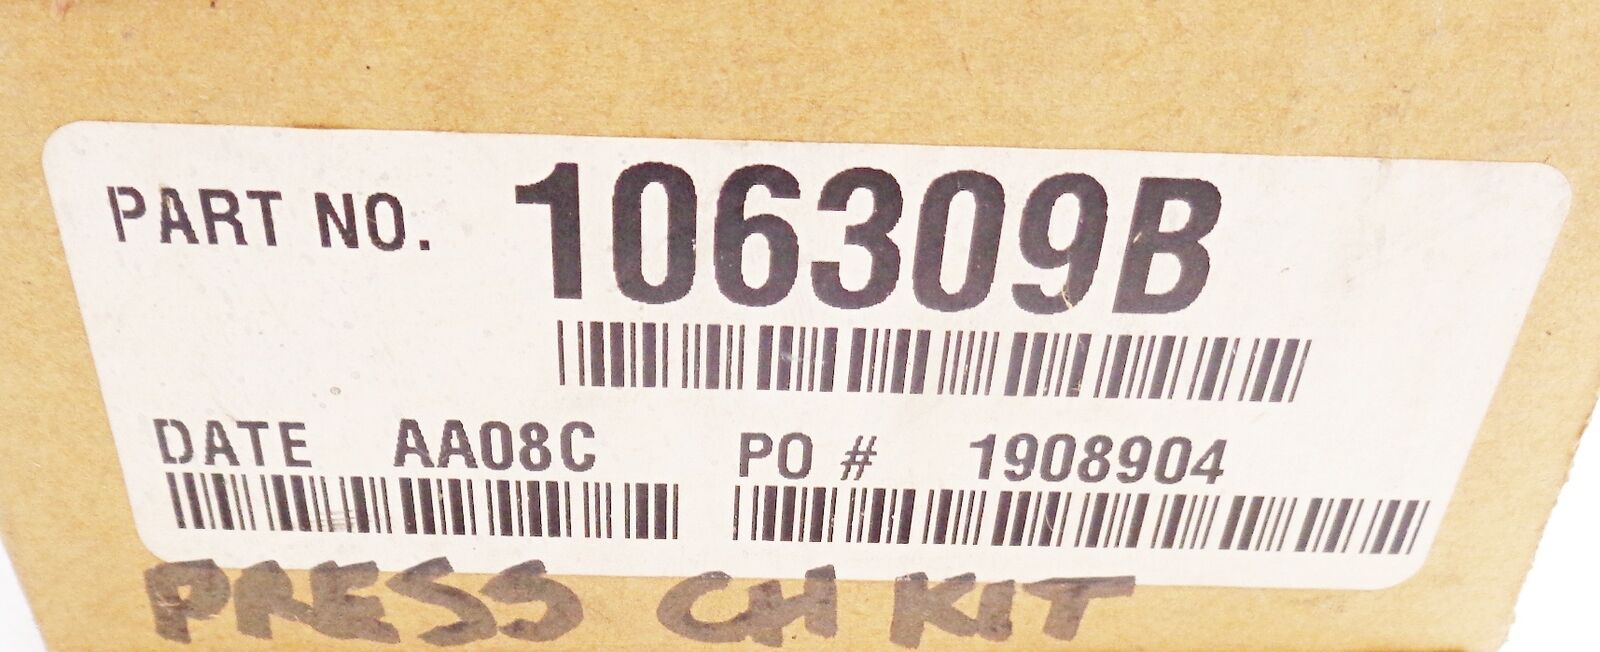 PART NO. 106309B
DATE AA08C PO # 1908904
PRESS CH KIT